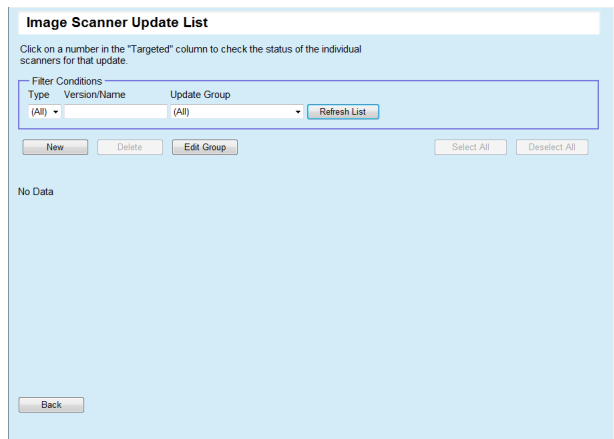 Image Scanner Update List
Click on a number in the "Targeted" column to check the status of the individual
scanners for that update.
Filter Conditions
Type Version/Name Update Group
(All) (All) Refresh List
New Delete Edit Group Select All Deselect All
No Data
Back